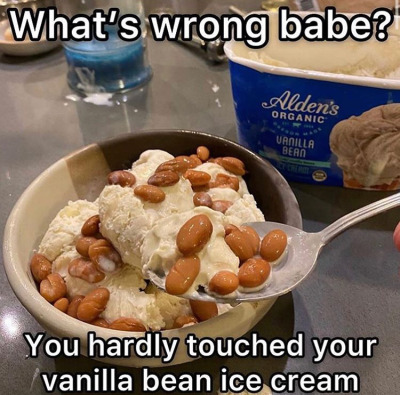 What's wrong babe?
Alden's
ORGANIC
VANILLA
BEAN
You hardly touched your
vanilla bean ice cream